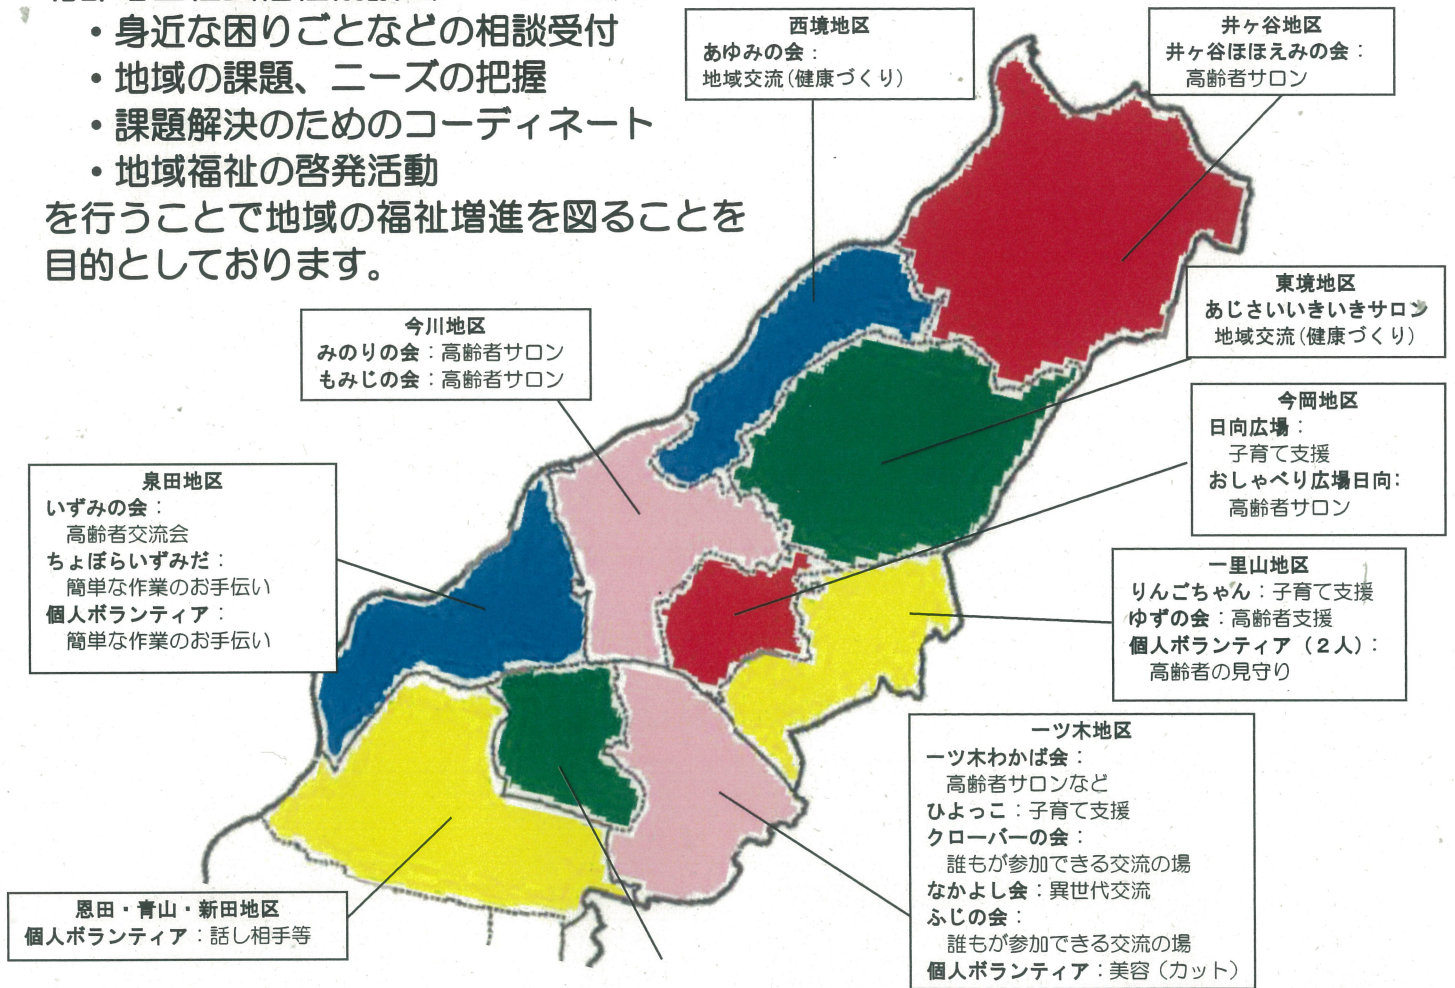 ・身近な困りごとなどの相談受付
・地域の課題、ニーズの把握
・課題解決のためのコーディネート
・地域福祉の啓発活動
を行うことで地域の福祉増進を図ることを
目的としております。
西境地区
あゆみの会：
地域交流(健康づくり)
井ヶ谷地区
井ヶ谷ほほえみの会：
高齢者サロン
東境地区
あじさいいきいきサロン
地域交流(健康づくり)
今川地区
みのりの会：高齢者サロン
もみじの会：高齢者サロン
今岡地区
日向広場：
子育て支援
おしゃべり広場日向：
高齢者サロン
泉田地区
いずみの会：
高齢者交流会
ちょぼらいずみだ：
簡単な作業のお手伝い
個人ボランティア：
簡単な作業のお手伝い
一里山地区
りんごちゃん：子育て支援
ゆずの会：高齢者支援
個人ボランティア（２人）：
高齢者の見守り
一ツ木地区
一ツ木わかば会：
高齢者サロンなど
ひよっこ：子育て支援
クローバーの会：
誰もが参加できる交流の場
なかよし会：異世代交流
ふじの会：
誰もが参加できる交流の場
個人ボランティア：美容（カット）
恩田・青山・新田地区
個人ボランティア：話し相手等